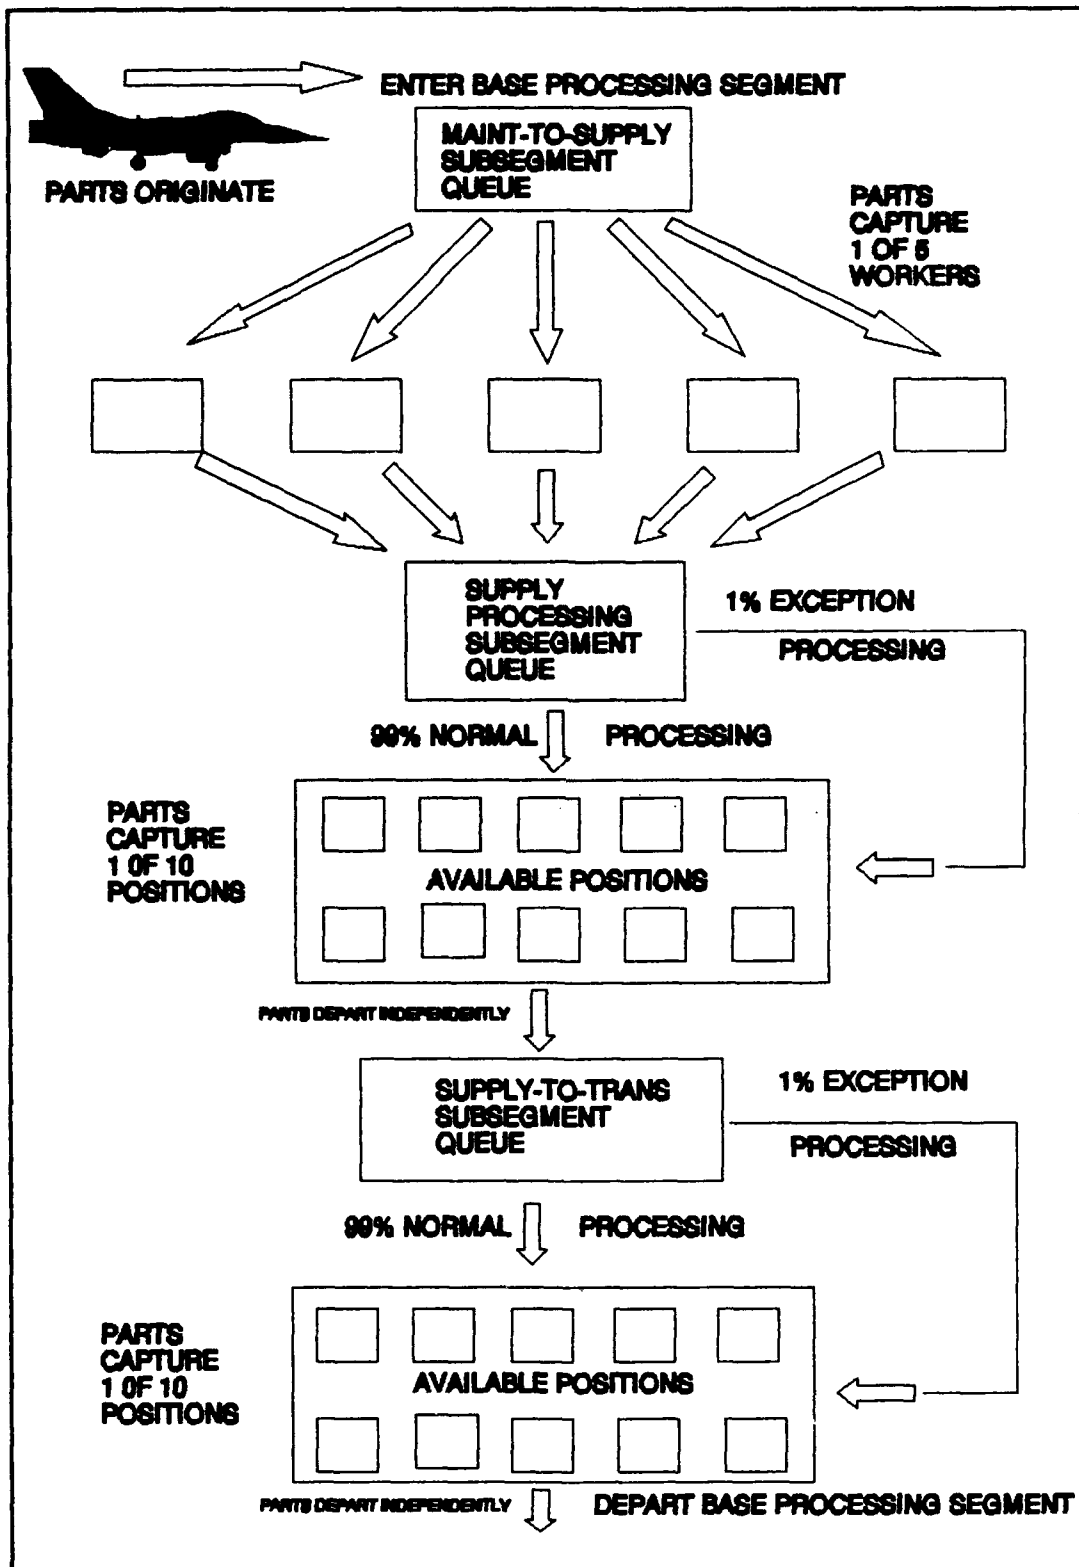 ENTER BASE PROCESSING SEGMENT
PARTS ORIGINATE
MAINT-TO-SUPPLY
SUBSEGMENT
QUEUE
PARTS
CAPTURE
1 OF 5
WORKERS
SUPPLY
PROCESSING
SUBSEGMENT
QUEUE
1% EXCEPTION
PROCESSING
99% NORMAL PROCESSING
PARTS
CAPTURE
1 OF 10
POSITIONS
AVAILABLE POSITIONS
PARTS DEPART INDEPENDENTLY
SUPPLY-TO-TRANS
SUBSEGMENT
QUEUE
1% EXCEPTION
PROCESSING
99% NORMAL PROCESSING
PARTS
CAPTURE
1 OF 10
POSITIONS
AVAILABLE POSITIONS
PARTS DEPART INDEPENDENTLY
DEPART BASE PROCESSING SEGMENT